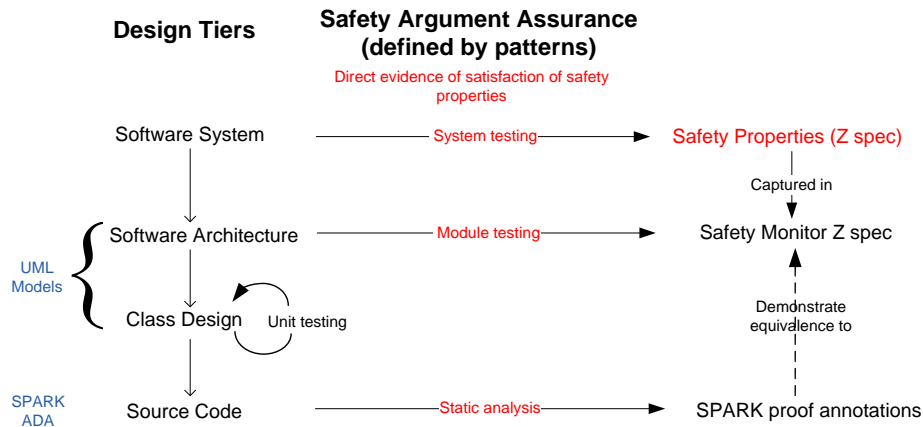 Design Tiers
Safety Argument Assurance
(defined by patterns)
Direct evidence of satisfaction of safety
properties
Software System
System testing
Safety Properties (Z spec)
Captured in
Software Architecture
Module testing
Safety Monitor Z spec
UML
Models
Class Design
Unit testing
Demonstrate
equivalence to
SPARK
ADA
Source Code
Static analysis
SPARK proof annotations